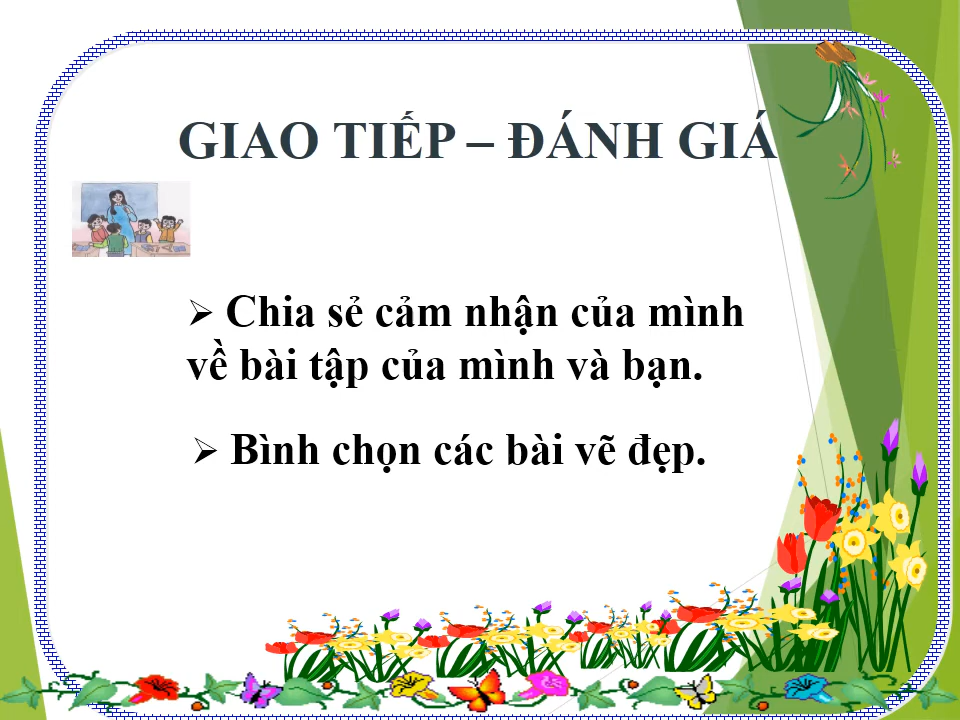 GIAO TIẾP – ĐÁNH GIÁ
➢ Chia sẻ cảm nhận của mình
về bài tập của mình và bạn.
➢ Bình chọn các bài vẽ đẹp.